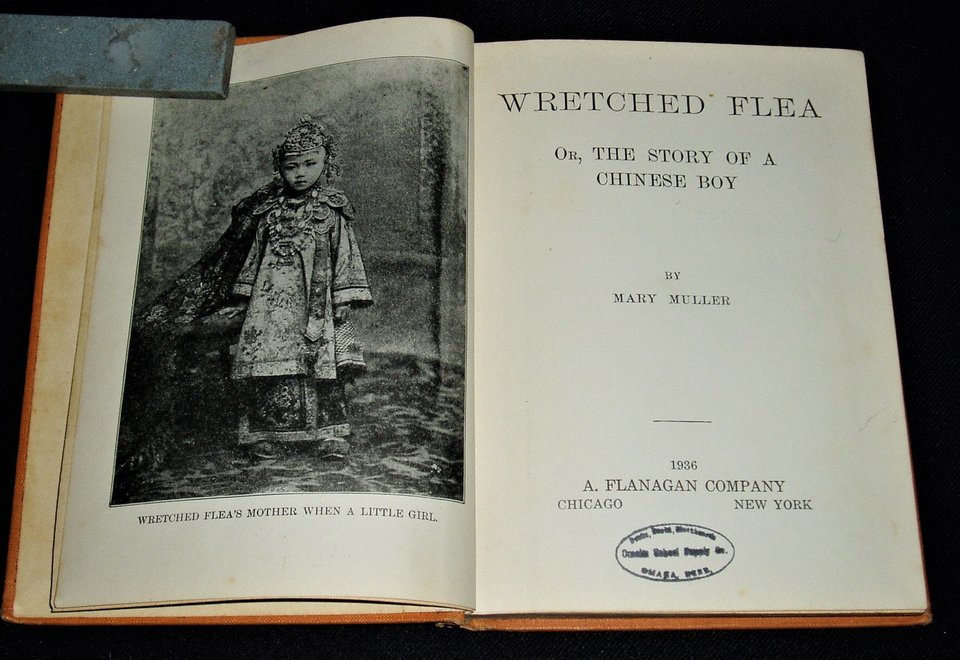 WRETCHED FLEA'S MOTHER WHEN A LITTLE GIRL.
WRETCHED FLEA
OR, THE STORY OF A
CHINESE BOY
BY
MARY MULLER
1936
A. FLANAGAN COMPANY
CHICAGO NEW YORK
Omaha School Supply Co.
OMAHA, NEBR.